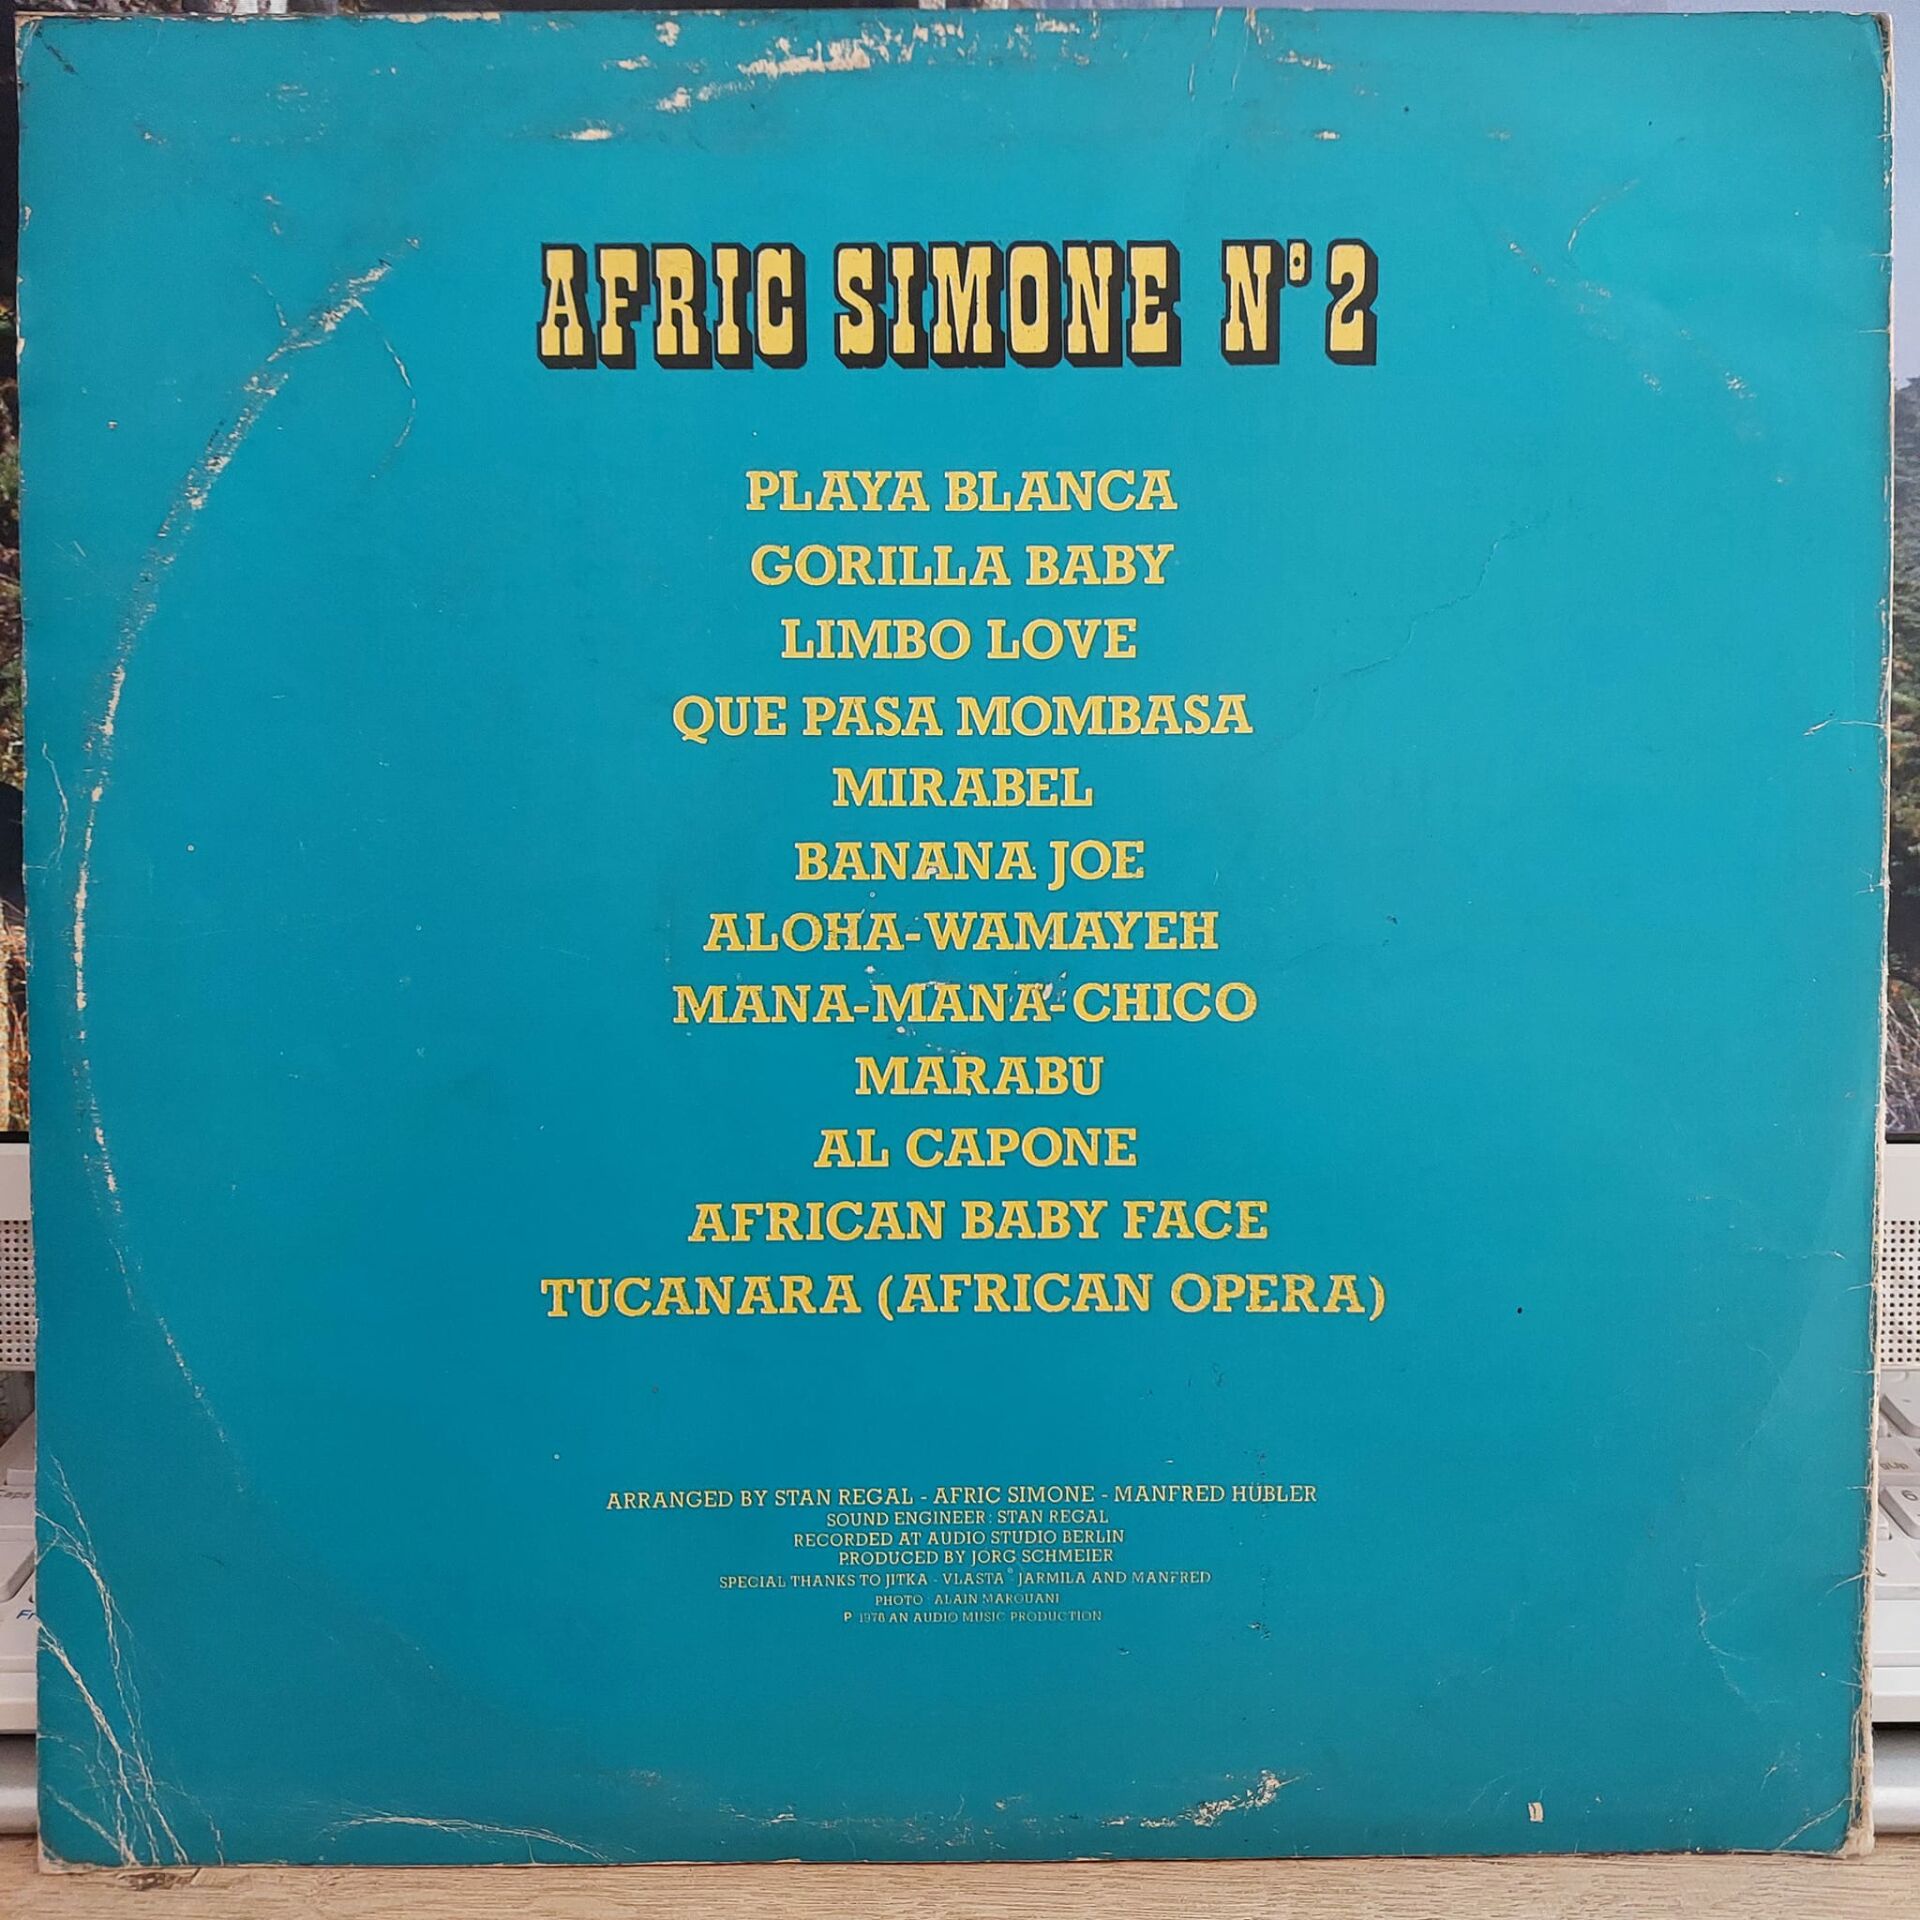 AFRIC SIMONE N° 2
PLAYA BLANCA
GORILLA BABY
LIMBO LOVE
QUE PASA MOMBASA
MIRABEL
BANANA JOE
ALOHA-WAMAYEH
MANA-MANA-CHICO
MARABU
AL CAPONE
AFRICAN BABY FACE
TUCANARA (AFRICAN OPERA)
ARRANGED BY STAN REGAL - AFRIC SIMONE - MANFRED HÜBLER
SOUND ENGINEER: STAN REGAL
RECORDED AT AUDIO STUDIO BERLIN
PRODUCED BY JORG SCHMEIER
SPECIAL THANKS TO JITKA - VLASTA - JARMILA AND MANFRED
PHOTO : ALAIN MAROUANI
P 1978 AN AUDIO MUSIC PRODUCTION